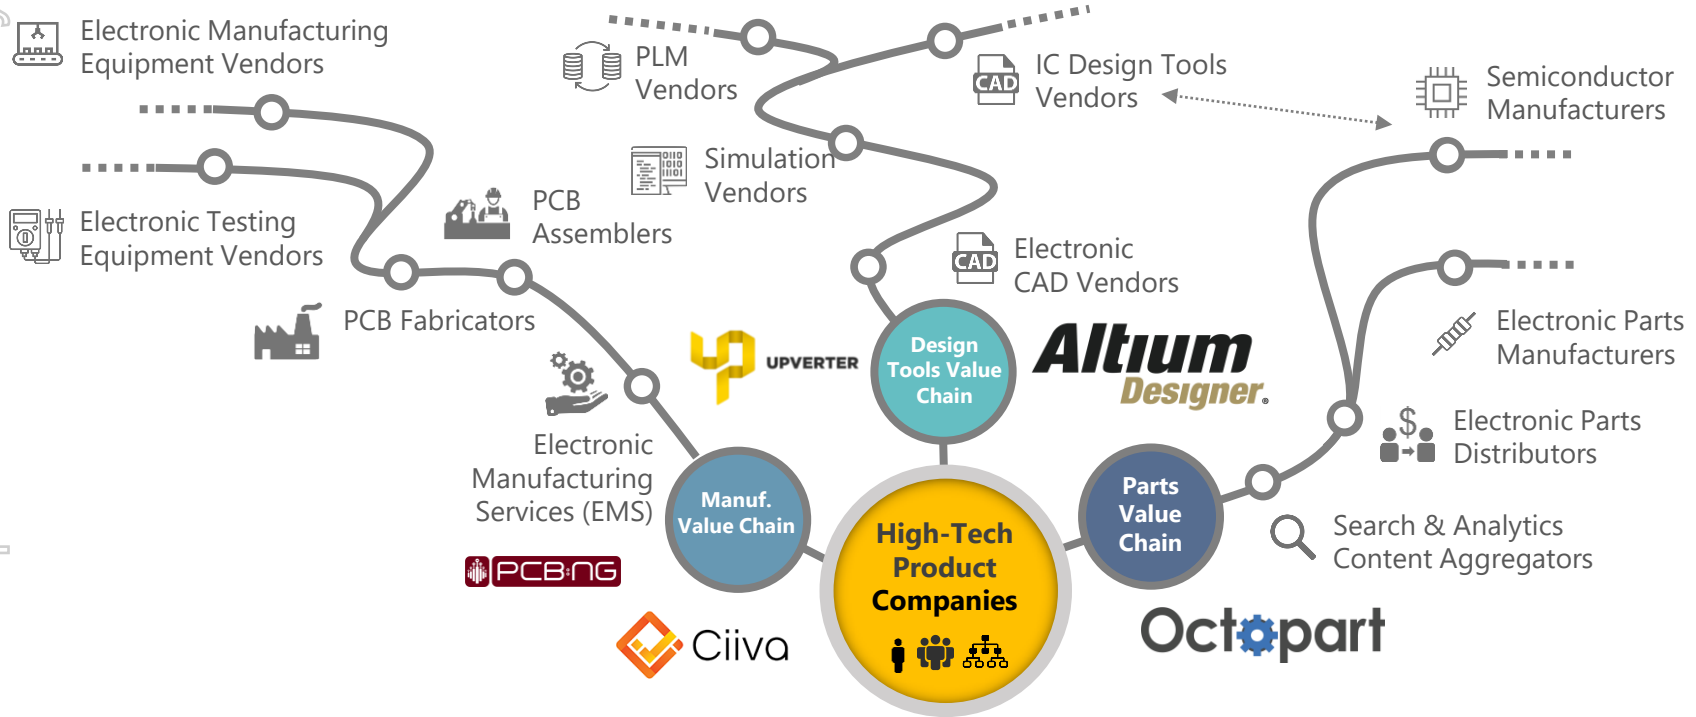 Electronic Manufacturing
Equipment Vendors
PLM
Vendors
CAD
IC Design Tools
Vendors
Semiconductor
Manufacturers
Simulation
Vendors
PCB
Assemblers
Electronic Testing
Equipment Vendors
CAD
Electronic
CAD Vendors
PCB Fabricators
UPVERTER
Design
Tools Value
Chain
Altium
Designer®
Electronic Parts
Manufacturers
$
Electronic Parts
Distributors
Electronic
Manufacturing
Services (EMS)
Manuf.
Value Chain
Parts
Value
Chain
Search & Analytics
Content Aggregators
High-Tech
Product
Companies
PCB:NG
Ciiva
Octopart